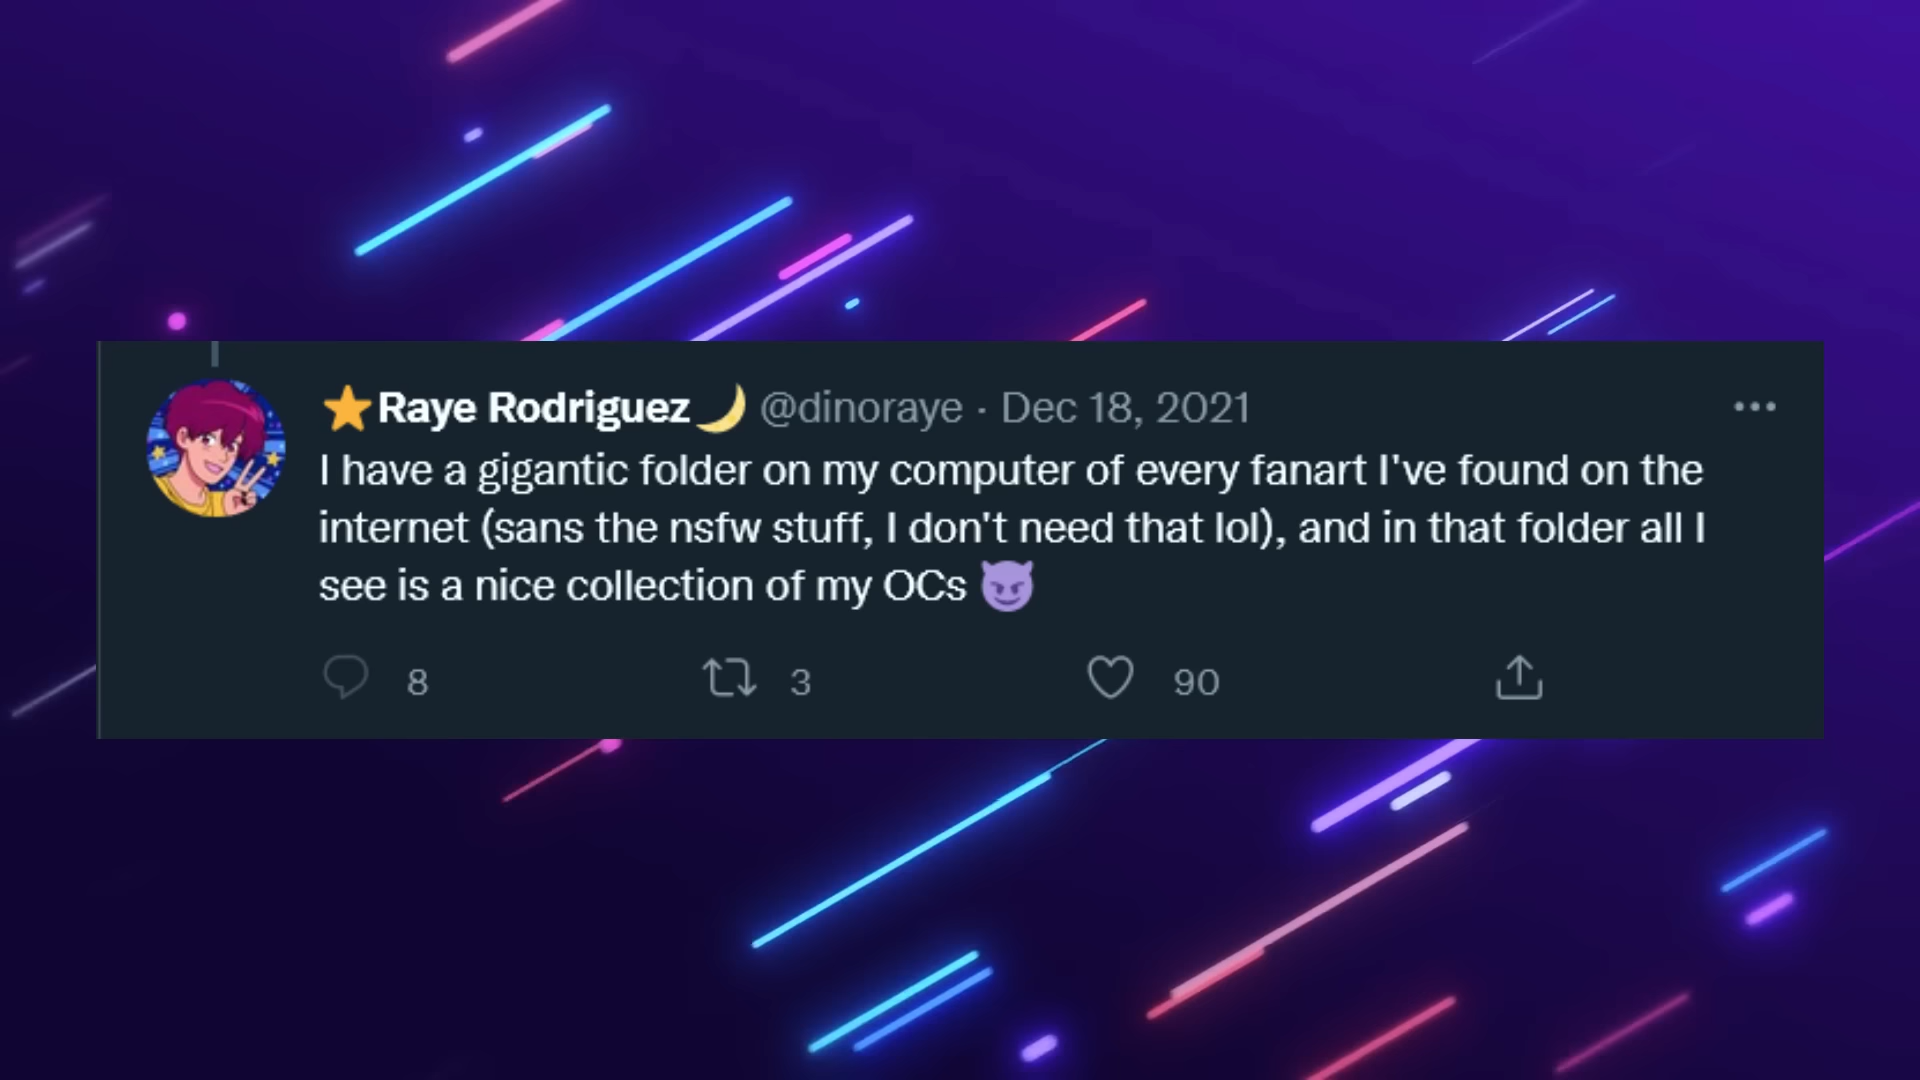 ⭐Raye Rodriguez🌙 @dinoraye · Dec 18, 2021
I have a gigantic folder on my computer of every fanart I've found on the
internet (sans the nsfw stuff, I don't need that lol), and in that folder all I
see is a nice collection of my OCs 😈
8 3 90